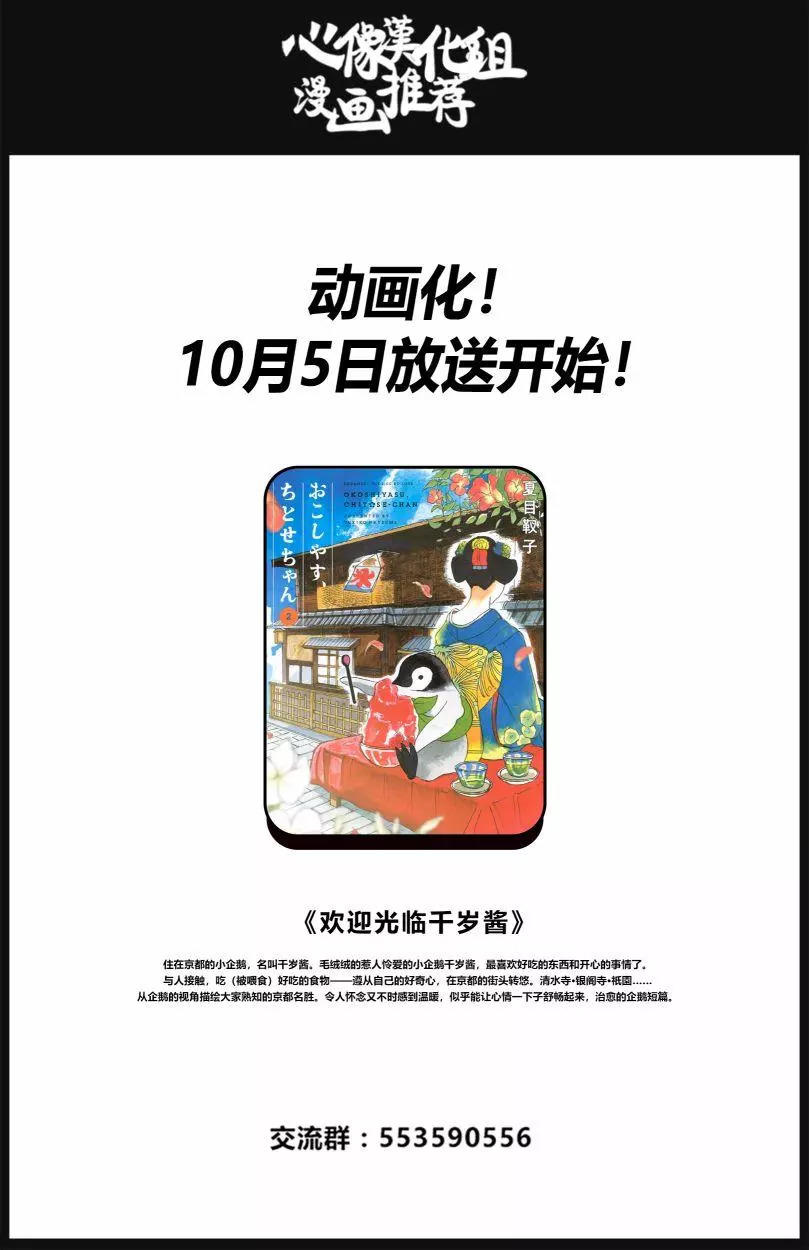 心像漢化组
漫画推荐
动画化！
10月5日放送开始！
おこしやす、
ちとせちゃん
2
OKOSHIYASU,
CHITOSE-CHAN
夏目靫子
氷
《欢迎光临千岁酱》
住在京都的小企鹅，名叫千岁酱。毛绒绒的惹人怜爱的小企鹅千岁酱，最喜欢好吃的东西和开心的事情了。
与人接触，吃（被喂食）好吃的食物——遵从自己的好奇心，在京都的街头转悠。清水寺·银阁寺·祇園……
从企鹅的视角描绘大家熟知的京都名胜。令人怀念又不时感到温暖，似乎能让心情一下子舒畅起来，治愈的企鹅短篇。
交流群：553590556